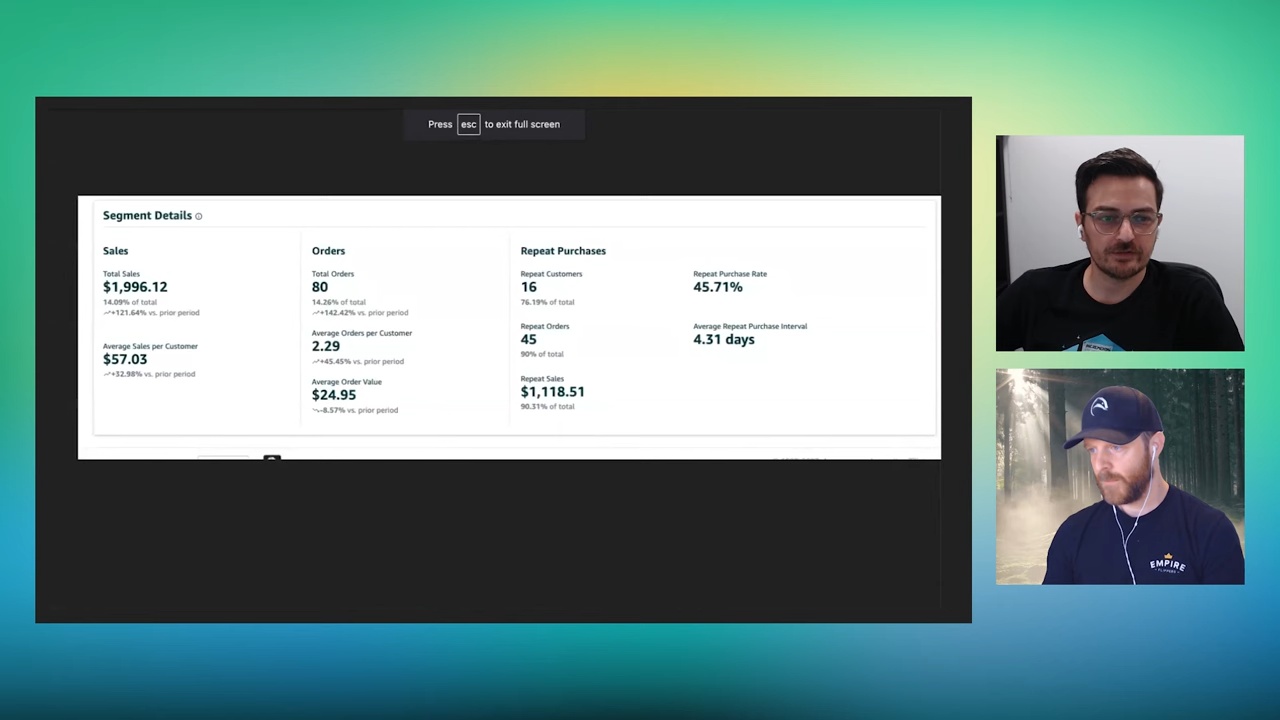 Press esc to exit full screen
Segment Details
Sales
Total Sales
$1,996.12
14.09% of total
+121.64% vs. prior period
Average Sales per Customer
$57.03
+32.98% vs. prior period
Orders
Total Orders
80
14.26% of total
+142.42% vs. prior period
Average Orders per Customer
2.29
+45.45% vs. prior period
Average Order Value
$24.95
-8.57% vs. prior period
Repeat Purchases
Repeat Customers
16
76.19% of total
Repeat Orders
45
90% of total
Repeat Sales
$1,118.51
90.31% of total
Repeat Purchase Rate
45.71%
Average Repeat Purchase Interval
4.31 days
EMPIRE
FLIPPERS